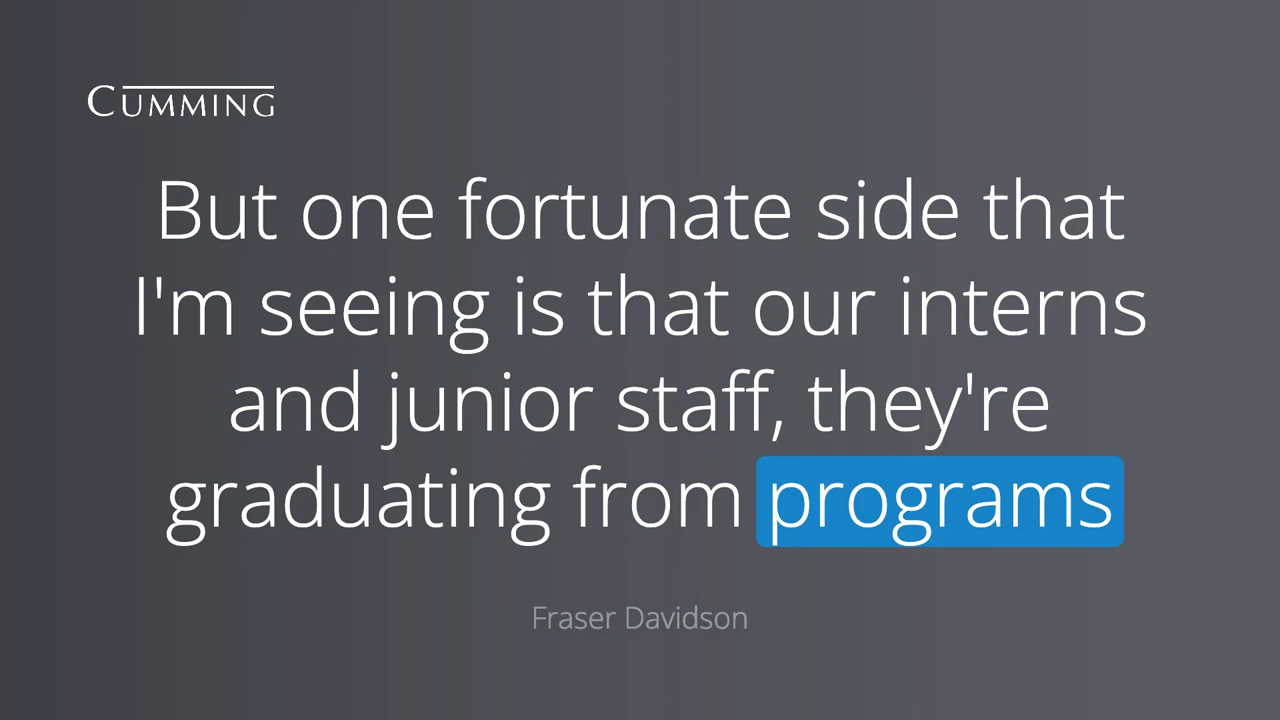 CUMMING
But one fortunate side that
I'm seeing is that our interns
and junior staff, they're
graduating from programs
Fraser Davidson